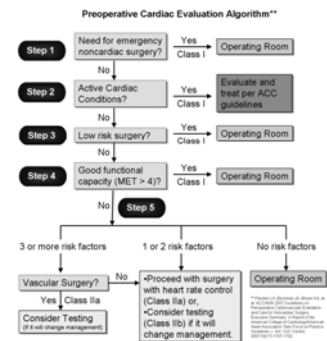 Preoperative Cardiac Evaluation Algorithm**
Step 1
Need for emergency
noncardiac surgery?
Yes
Class I
Operating Room
No
Step 2
Active Cardiac
Conditions?
Yes
Class I
Evaluate and
treat per ACC
guidelines
No
Step 3
Low risk surgery?
Yes
Class I
Operating Room
No
Step 4
Good functional
capacity (MET > 4)?
Yes
Class I
Operating Room
No
Step 5
3 or more risk factors
1 or 2 risk factors
No risk factors
Vascular Surgery?
No
•Proceed with surgery
with heart rate control
(Class IIa) or,
•Consider testing
(Class IIb) if it will
change management.
Operating Room
Yes
Class IIa
Consider Testing
(If it will change management)